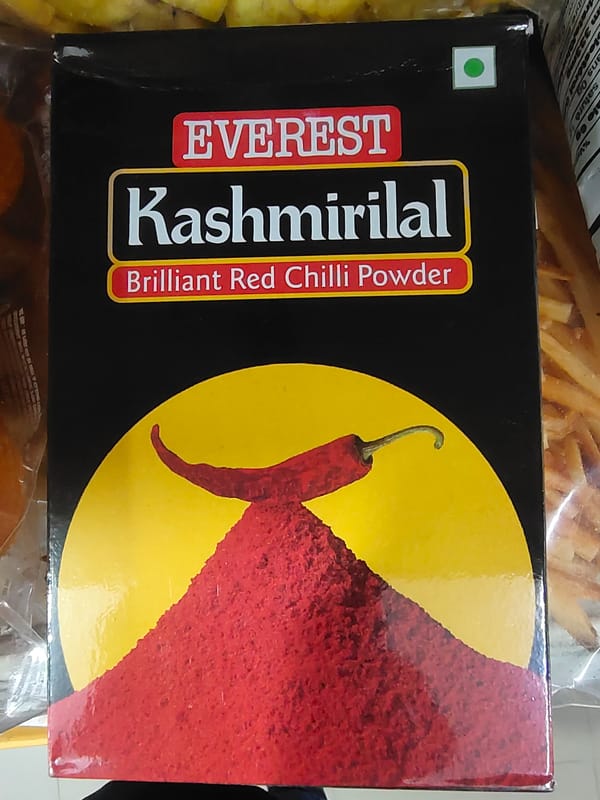 EVEREST
Kashmirilal
Brilliant Red Chilli Powder